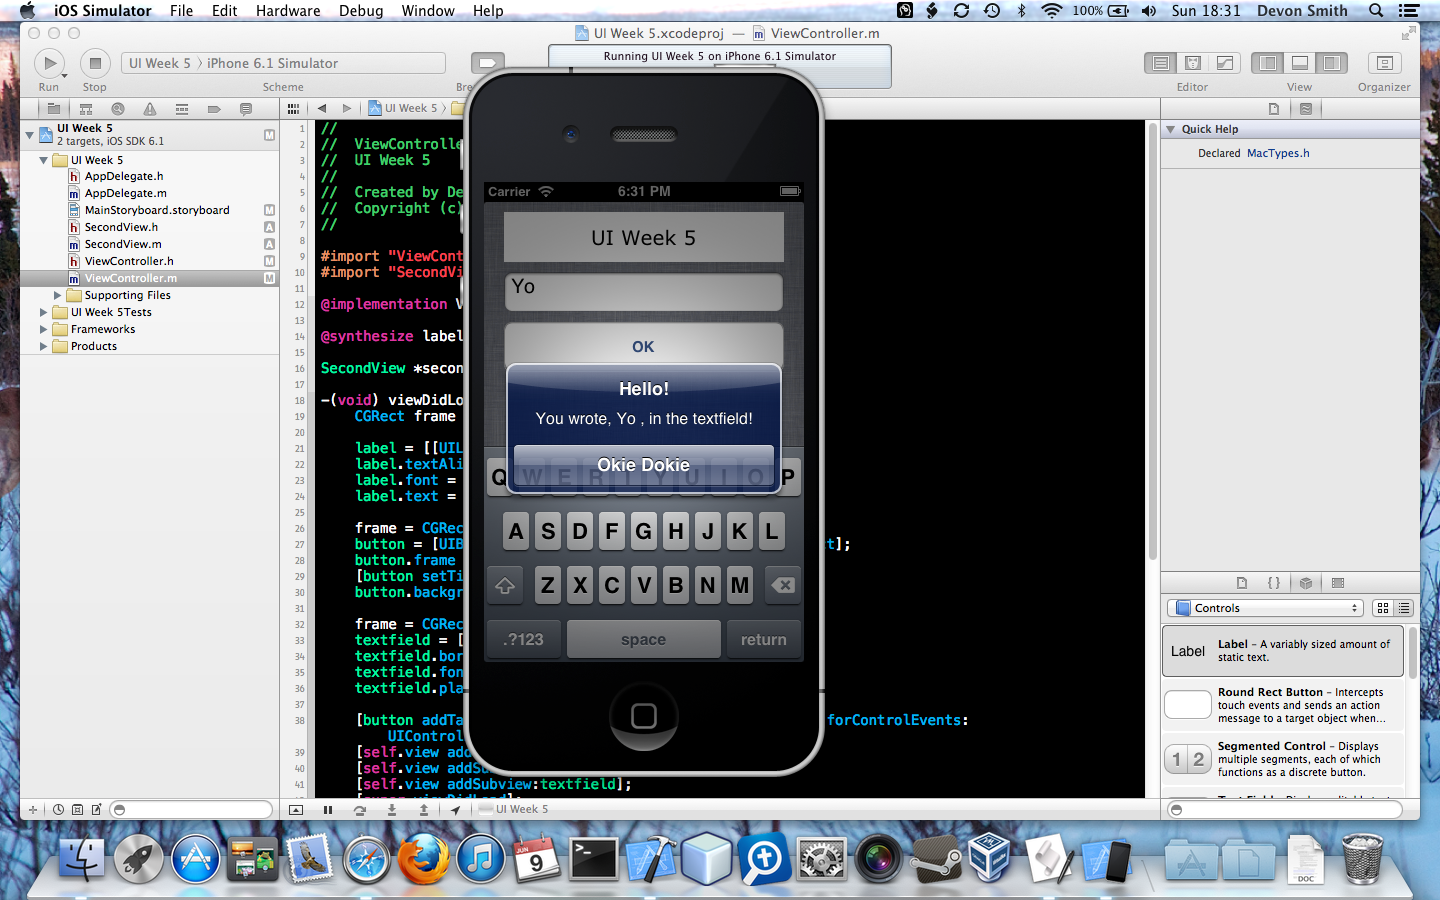 iOS Simulator File Edit Hardware Debug Window Help
100% Sun 18:31 Devon Smith
UI Week 5.xcodeproj — ViewController.m
UI Week 5 iPhone 6.1 Simulator
Running UI Week 5 on iPhone 6.1 Simulator
Run Stop Scheme Editor View Organizer
UI Week 5
2 targets, iOS SDK 6.1
M
UI Week 5
AppDelegate.h
AppDelegate.m
MainStoryboard.storyboard M
SecondView.h A
SecondView.m A
ViewController.h M
ViewController.m M
Supporting Files
UI Week 5Tests
Frameworks
Products
UI Week 5
1 //
2 // ViewControlle
3 // UI Week 5
4 //
5 // Created by De
6 // Copyright (c)
7 //
8
9 #import "ViewCont
10 #import "SecondVi
11
12 @implementation V
13
14 @synthesize label
15
16 SecondView *secon
17
18 -(void) viewDidLo
19 CGRect frame
20
21 label = [[UIL
22 label.textAli
23 label.font =
24 label.text =
25
26 frame = CGRec
27 button = [UIB ct];
28 button.frame
29 [button setTi
30 button.backgr
31
32 frame = CGRec
33 textfield = [
34 textfield.bor
35 textfield.fon
36 textfield.pla
37
38 [button addTa forControlEvents:
UIControl
39 [self.view add
40 [self.view addSu
41 [self.view addSubview:textfield];
UI Week 5
Carrier 6:31 PM
UI Week 5
Yo
OK
Hello!
You wrote, Yo , in the textfield!
Okie Dokie
Q W E R T Y U I O P
A S D F G H J K L
Z X C V B N M
.?123 space return
Quick Help
Declared MacTypes.h
Controls
Label Label – A variably sized amount of
static text.
Round Rect Button – Intercepts
touch events and sends an action
message to a target object when...
1 2 Segmented Control – Displays
multiple segments, each of which
functions as a discrete button.
JUN
9
DOC